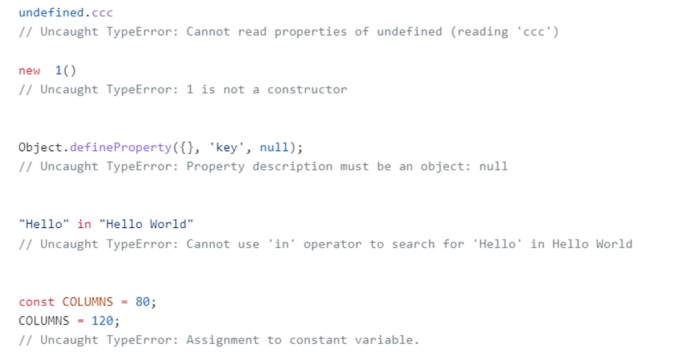 undefined.ccc
// Uncaught TypeError: Cannot read properties of undefined (reading 'ccc')
new  1()
// Uncaught TypeError: 1 is not a constructor
Object.defineProperty({}, 'key', null);
// Uncaught TypeError: Property description must be an object: null
"Hello" in "Hello World"
// Uncaught TypeError: Cannot use 'in' operator to search for 'Hello' in Hello World
const COLUMNS = 80;
COLUMNS = 120;
// Uncaught TypeError: Assignment to constant variable.